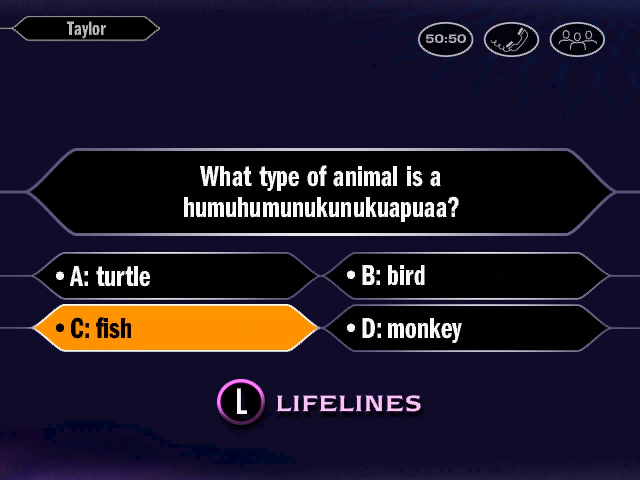 Taylor
50:50
What type of animal is a
humuhumunukunukuapuaa?
• A: turtle
• B: bird
• C: fish
• D: monkey
L LIFELINES